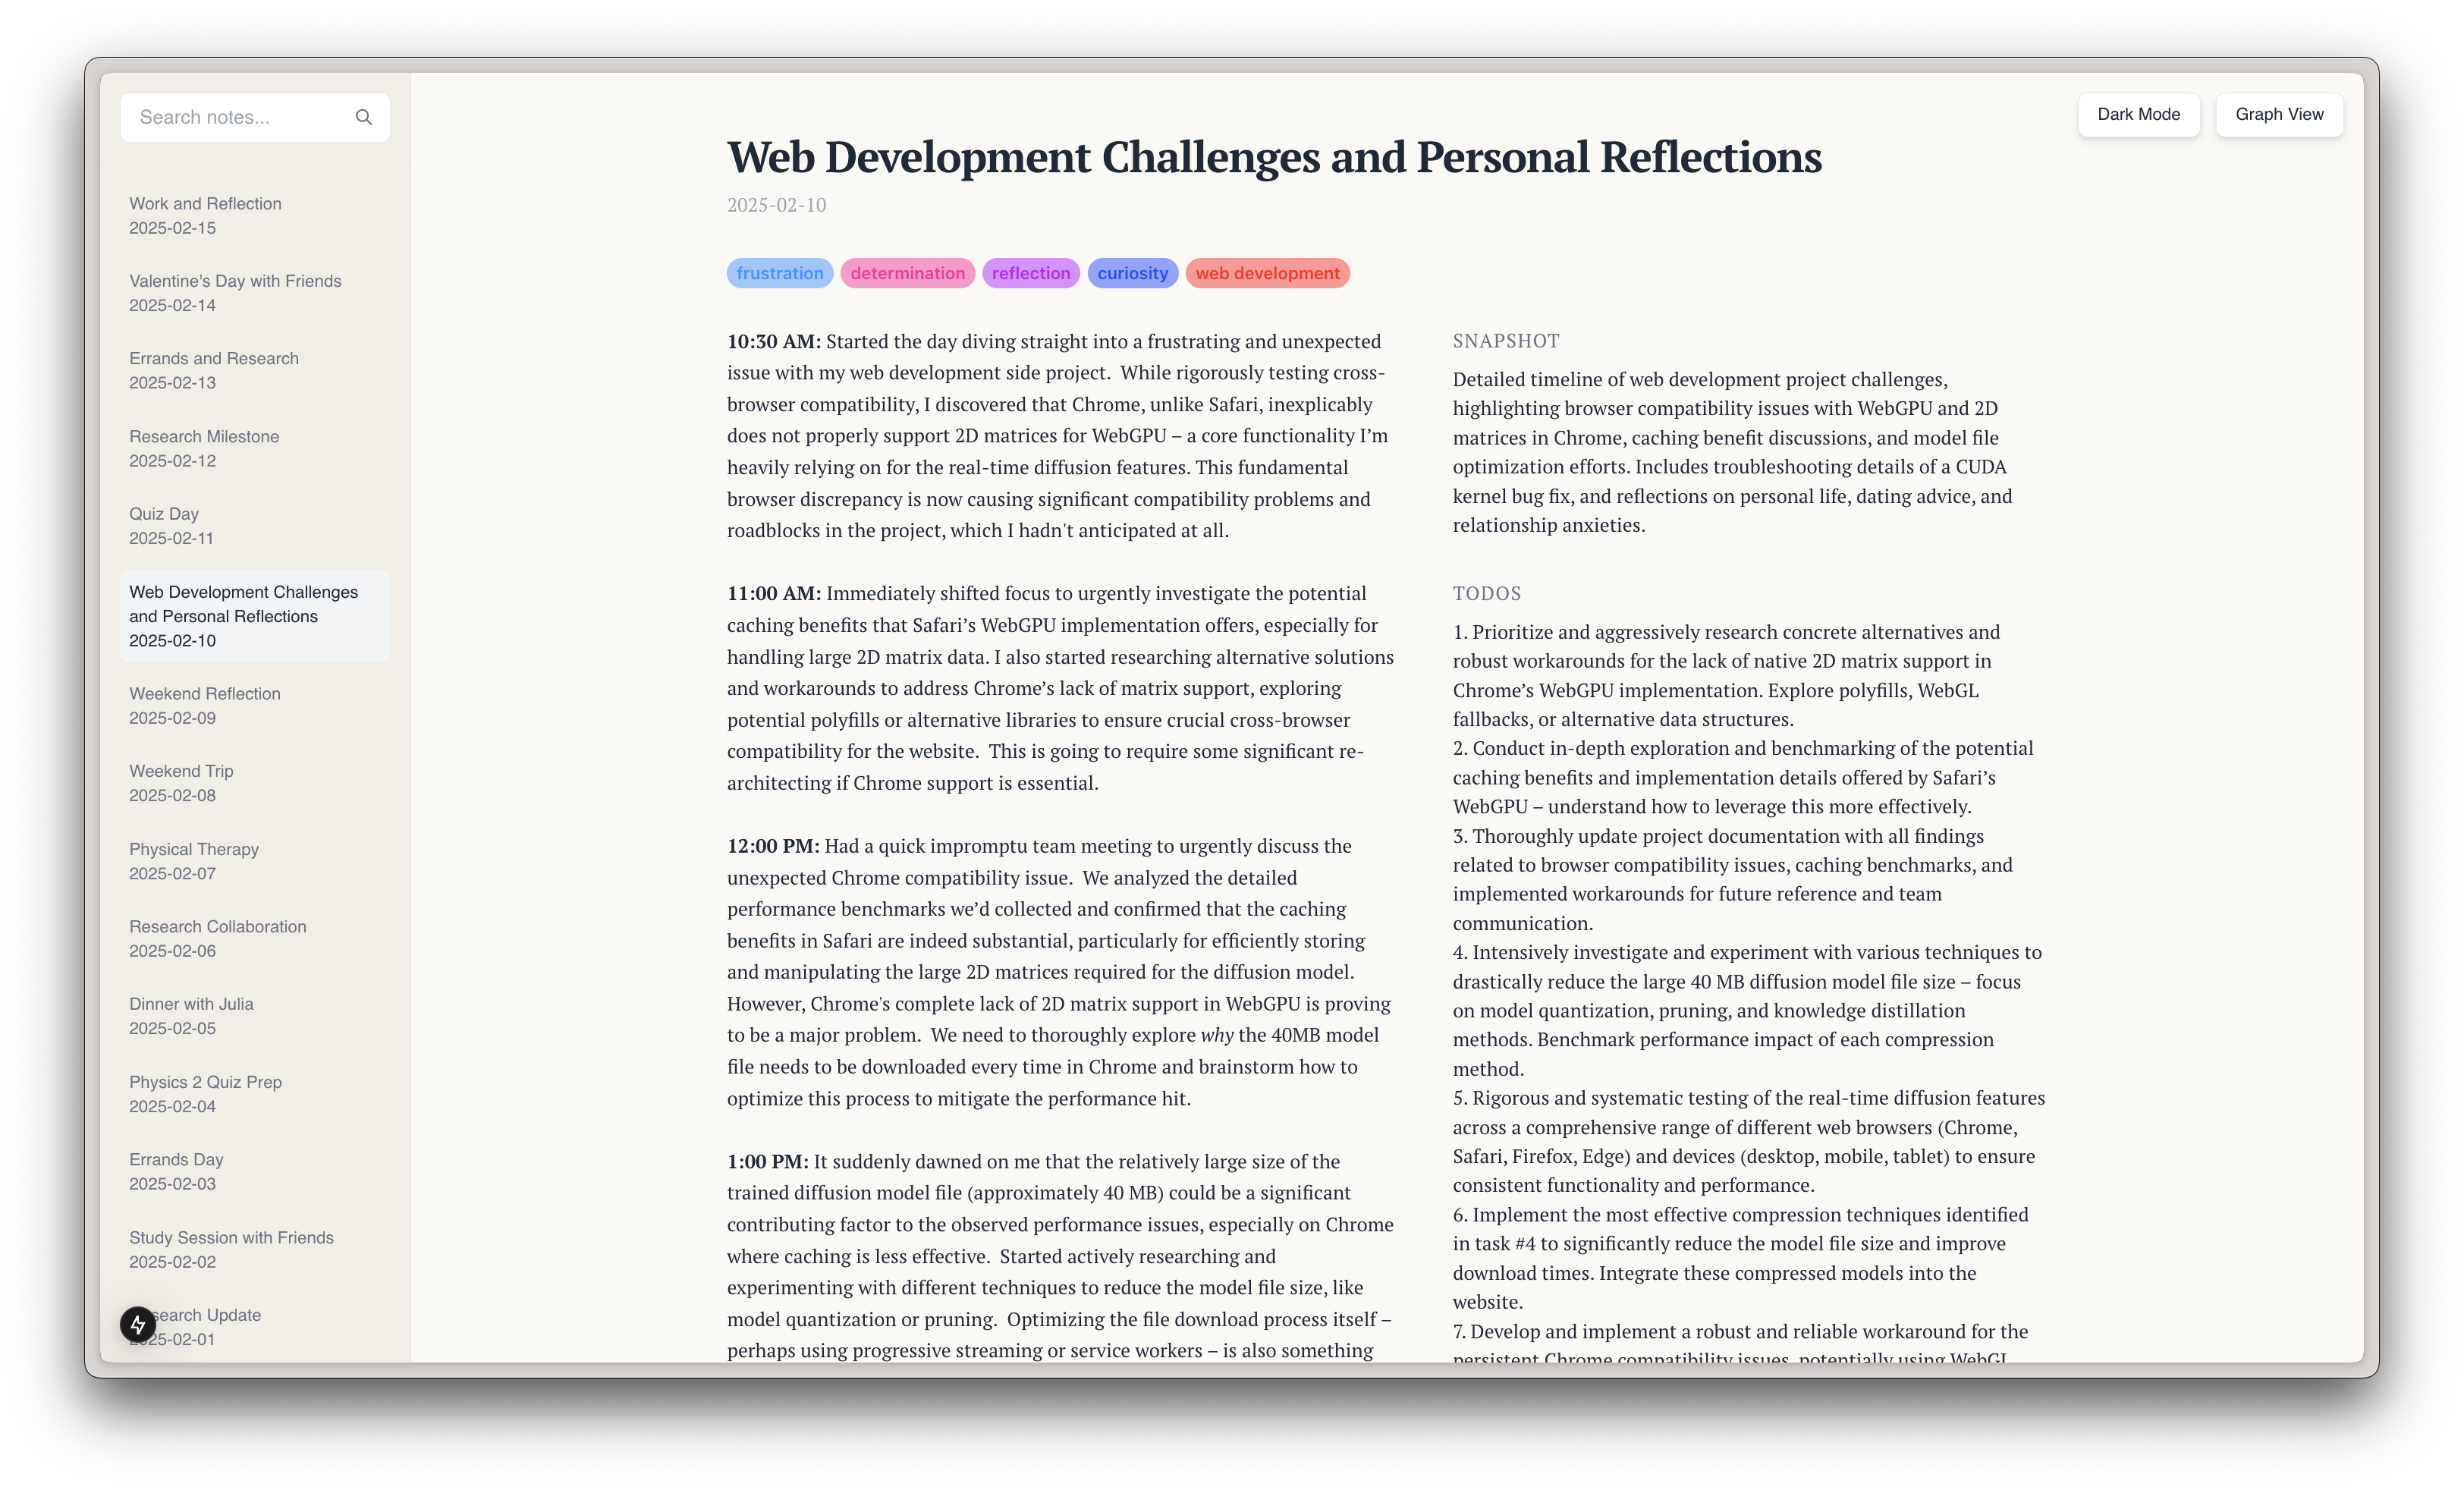 Search notes...
Dark Mode
Graph View
Work and Reflection
2025-02-15
Valentine's Day with Friends
2025-02-14
Errands and Research
2025-02-13
Research Milestone
2025-02-12
Quiz Day
2025-02-11
Web Development Challenges
and Personal Reflections
2025-02-10
Weekend Reflection
2025-02-09
Weekend Trip
2025-02-08
Physical Therapy
2025-02-07
Research Collaboration
2025-02-06
Dinner with Julia
2025-02-05
Physics 2 Quiz Prep
2025-02-04
Errands Day
2025-02-03
Study Session with Friends
2025-02-02
search Update
25-02-01
Web Development Challenges and Personal Reflections
2025-02-10
frustration determination reflection curiosity web development
10:30 AM: Started the day diving straight into a frustrating and unexpected
issue with my web development side project.  While rigorously testing cross-
browser compatibility, I discovered that Chrome, unlike Safari, inexplicably
does not properly support 2D matrices for WebGPU – a core functionality I’m
heavily relying on for the real-time diffusion features. This fundamental
browser discrepancy is now causing significant compatibility problems and
roadblocks in the project, which I hadn't anticipated at all.
11:00 AM: Immediately shifted focus to urgently investigate the potential
caching benefits that Safari’s WebGPU implementation offers, especially for
handling large 2D matrix data. I also started researching alternative solutions
and workarounds to address Chrome’s lack of matrix support, exploring
potential polyfills or alternative libraries to ensure crucial cross-browser
compatibility for the website.  This is going to require some significant re-
architecting if Chrome support is essential.
12:00 PM: Had a quick impromptu team meeting to urgently discuss the
unexpected Chrome compatibility issue.  We analyzed the detailed
performance benchmarks we’d collected and confirmed that the caching
benefits in Safari are indeed substantial, particularly for efficiently storing
and manipulating the large 2D matrices required for the diffusion model.
However, Chrome's complete lack of 2D matrix support in WebGPU is proving
to be a major problem.  We need to thoroughly explore why the 40MB model
file needs to be downloaded every time in Chrome and brainstorm how to
optimize this process to mitigate the performance hit.
1:00 PM: It suddenly dawned on me that the relatively large size of the
trained diffusion model file (approximately 40 MB) could be a significant
contributing factor to the observed performance issues, especially on Chrome
where caching is less effective.  Started actively researching and
experimenting with different techniques to reduce the model file size, like
model quantization or pruning.  Optimizing the file download process itself –
perhaps using progressive streaming or service workers – is also something
SNAPSHOT
Detailed timeline of web development project challenges,
highlighting browser compatibility issues with WebGPU and 2D
matrices in Chrome, caching benefit discussions, and model file
optimization efforts. Includes troubleshooting details of a CUDA
kernel bug fix, and reflections on personal life, dating advice, and
relationship anxieties.
TODOS
1. Prioritize and aggressively research concrete alternatives and
robust workarounds for the lack of native 2D matrix support in
Chrome’s WebGPU implementation. Explore polyfills, WebGL
fallbacks, or alternative data structures.
2. Conduct in-depth exploration and benchmarking of the potential
caching benefits and implementation details offered by Safari’s
WebGPU – understand how to leverage this more effectively.
3. Thoroughly update project documentation with all findings
related to browser compatibility issues, caching benchmarks, and
implemented workarounds for future reference and team
communication.
4. Intensively investigate and experiment with various techniques to
drastically reduce the large 40 MB diffusion model file size – focus
on model quantization, pruning, and knowledge distillation
methods. Benchmark performance impact of each compression
method.
5. Rigorous and systematic testing of the real-time diffusion features
across a comprehensive range of different web browsers (Chrome,
Safari, Firefox, Edge) and devices (desktop, mobile, tablet) to ensure
consistent functionality and performance.
6. Implement the most effective compression techniques identified
in task #4 to significantly reduce the model file size and improve
download times. Integrate these compressed models into the
website.
7. Develop and implement a robust and reliable workaround for the
persistent Chrome compatibility issues, potentially using WebGL